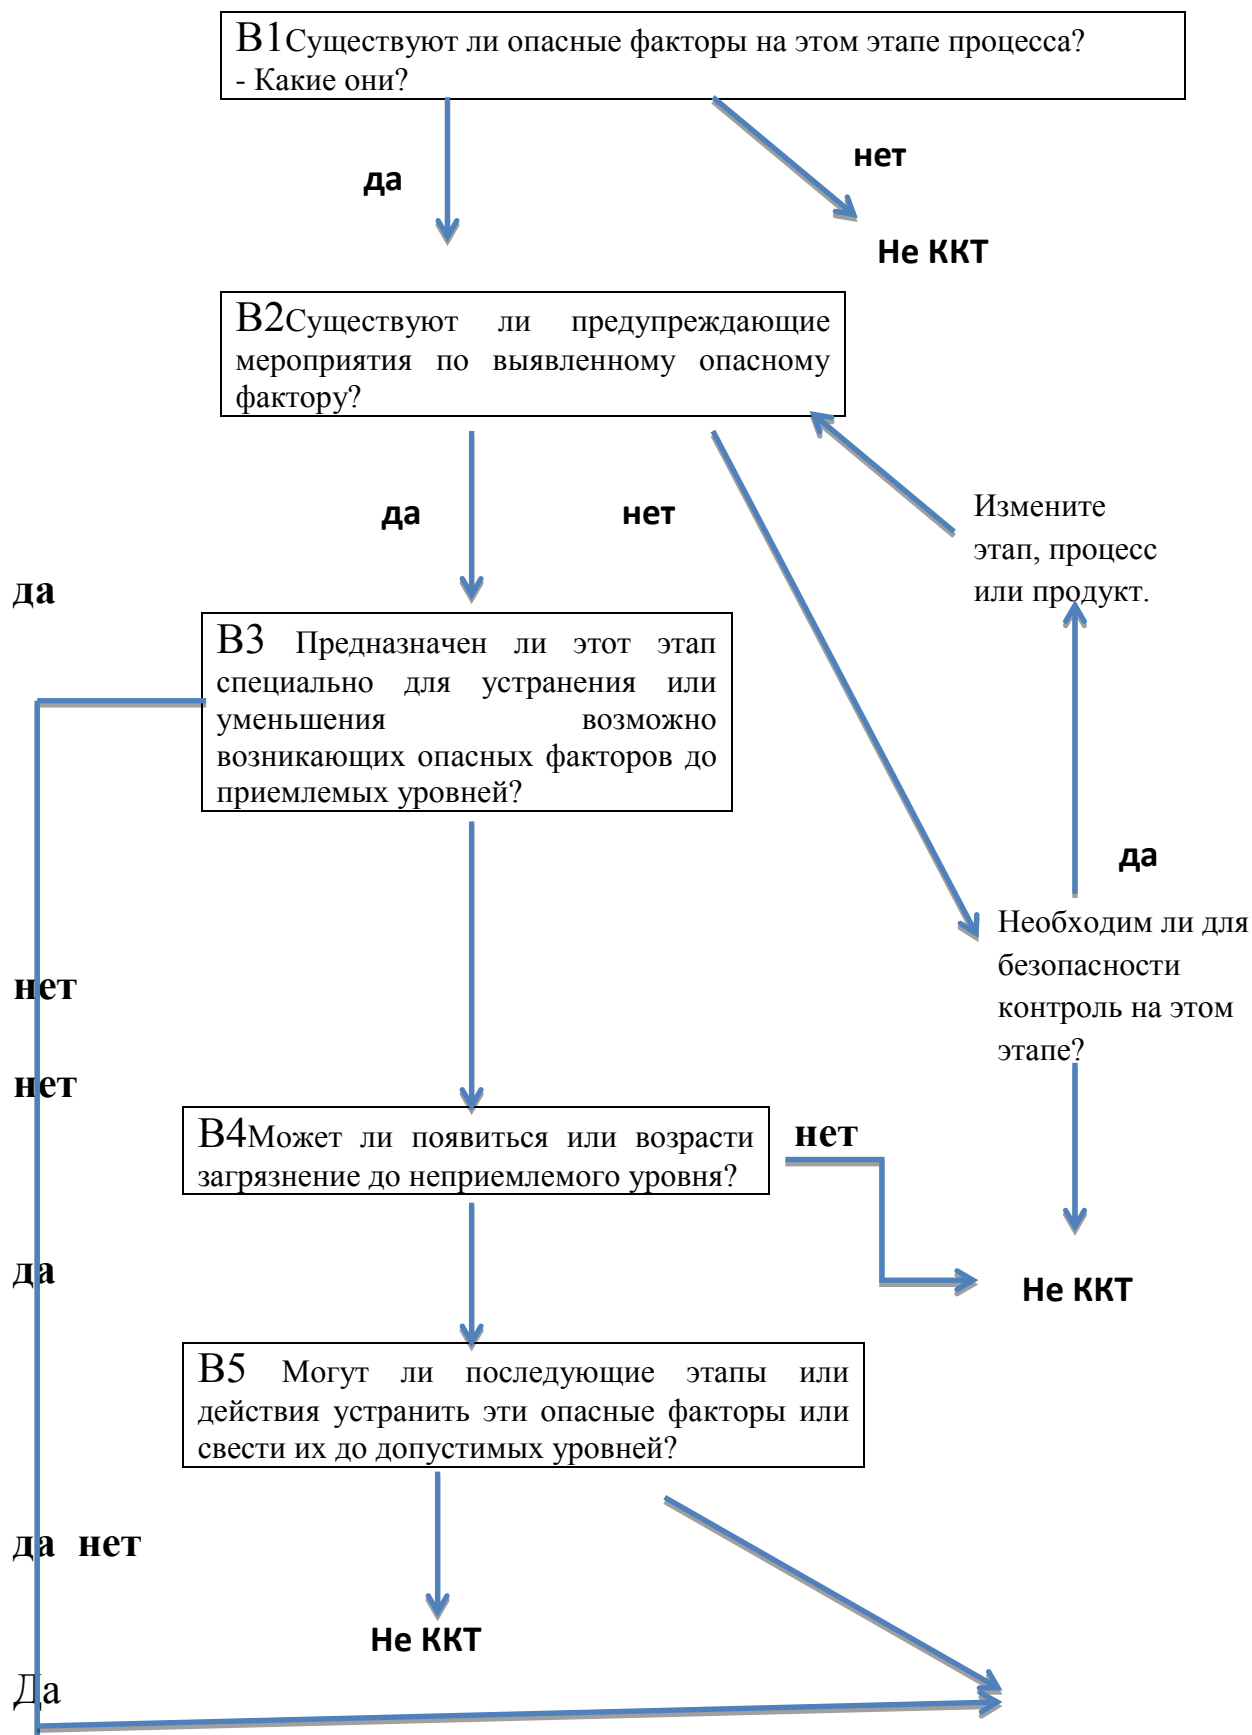 В1Существуют ли опасные факторы на этом этапе процесса?
- Какие они?
да
нет
Не ККТ
В2Существуют ли предупреждающие
мероприятия по выявленному опасному
фактору?
да
нет
Измените
этап, процесс
или продукт.
да
В3 Предназначен ли этот этап
специально для устранения или
уменьшения возможно
возникающих опасных факторов до
приемлемых уровней?
да
Необходим ли для
безопасности
контроль на этом
этапе?
нет
нет
В4Может ли появиться или возрасти
загрязнение до неприемлемого уровня?
нет
да
Не ККТ
В5 Могут ли последующие этапы или
действия устранить эти опасные факторы или
свести их до допустимых уровней?
да нет
Не ККТ
Да